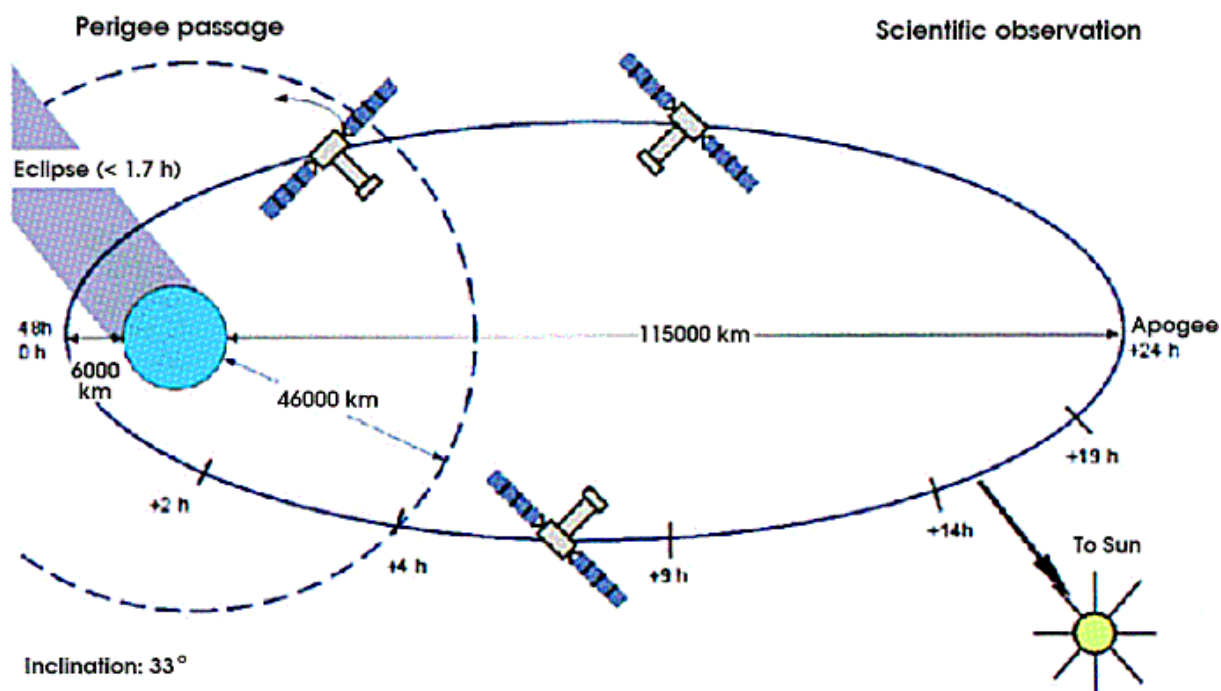 Perigee passage
Scientific observation
Eclipse (< 1.7 h)
48h
0 h
6000
km
115000 km
Apogee
+24 h
46000 km
+19 h
+2 h
+14h
+4 h
+9 h
To Sun
Inclination: 33°